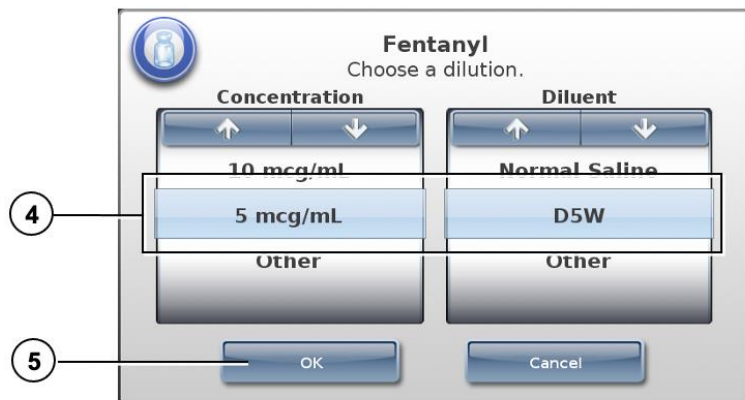 Fentanyl
Choose a dilution.
Concentration Diluent
10 mcg/mL Normal Saline
4 5 mcg/mL D5W
Other Other
5 OK Cancel